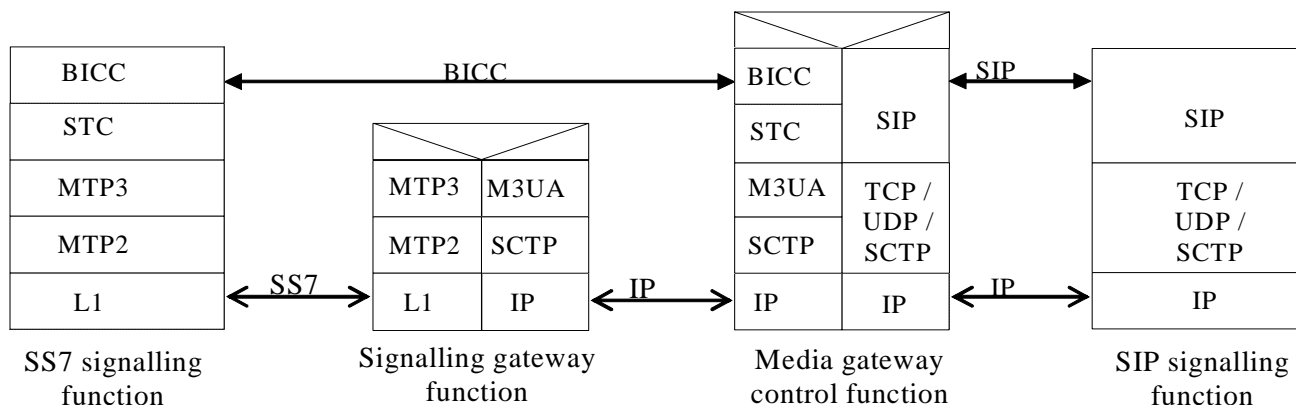 BICC
STC
MTP3
MTP2
L1
SS7 signalling
function
BICC
SS7
MTP3
M3UA
MTP2
SCTP
L1
IP
Signalling gateway
function
IP
BICC
STC
M3UA
SCTP
IP
SIP
TCP /
UDP /
SCTP
IP
Media gateway
control function
SIP
IP
SIP
TCP /
UDP /
SCTP
IP
SIP signalling
function